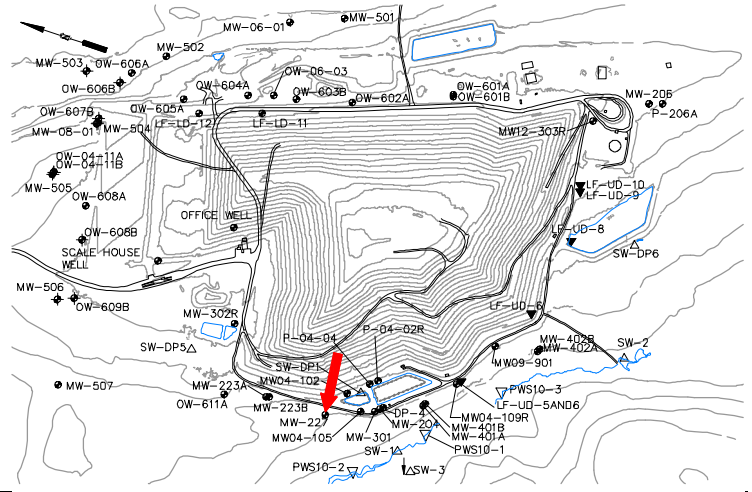 MW-501
MW-06-01
MW-502
MW-503
OW-606A
OW-606B
OW-06-03
OW-604A
OW-603B
OW-601A
OW-601B
OW-602A
MW-206
P-206A
OW-605A
OW-607B
LF-LD-12
LF-LD-11
MW-504
MW-08-01
MW12-303R
OW-04-11A
OW-04-11B
MW-505
LF-UD-10
LF-UD-9
OW-608A
OFFICE WELL
LF-UD-8
OW-608B
SW-DP6
SCALE HOUSE
WELL
MW-506
OW-609B
LF-UD-6
MW-302R
P-04-04
P-04-02R
MW-402B
MW-402A
SW-2
SW-DP5
SW-DP1
MW09-901
MW04-102
MW-507
MW-223A
PWS10-3
OW-611A
MW-223B
LF-UD-5AND6
DP-4
MW04-109R
MW-227
MW-204
MW-401B
MW04-105
MW-301
MW-401A
SW-1
PWS10-1
PWS10-2
SW-3